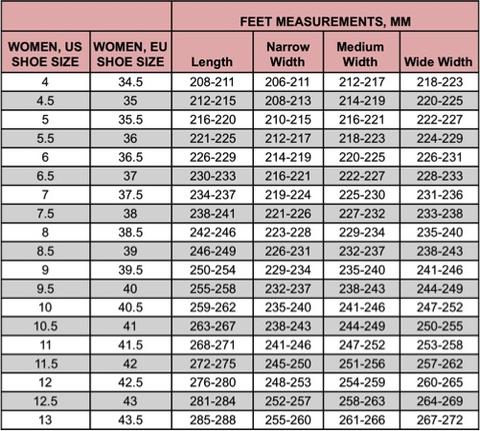 FEET MEASUREMENTS, MM
WOMEN, US SHOE SIZE WOMEN, EU SHOE SIZE Length Narrow Width Medium Width Wide Width
4 34.5 208-211 206-211 212-217 218-223
4.5 35 212-215 208-213 214-219 220-225
5 35.5 216-220 210-215 216-221 222-227
5.5 36 221-225 212-217 218-223 224-229
6 36.5 226-229 214-219 220-225 226-231
6.5 37 230-233 216-221 222-227 228-233
7 37.5 234-237 219-224 225-230 231-236
7.5 38 238-241 221-226 227-232 233-238
8 38.5 242-246 223-228 229-234 235-240
8.5 39 246-249 226-231 232-237 238-243
9 39.5 250-254 229-234 235-240 241-246
9.5 40 255-258 232-237 238-243 244-249
10 40.5 259-262 235-240 241-246 247-252
10.5 41 263-267 238-243 244-249 250-255
11 41.5 268-271 241-246 247-252 253-258
11.5 42 272-275 245-250 251-256 257-262
12 42.5 276-280 248-253 254-259 260-265
12.5 43 281-284 252-257 258-263 264-269
13 43.5 285-288 255-260 261-266 267-272